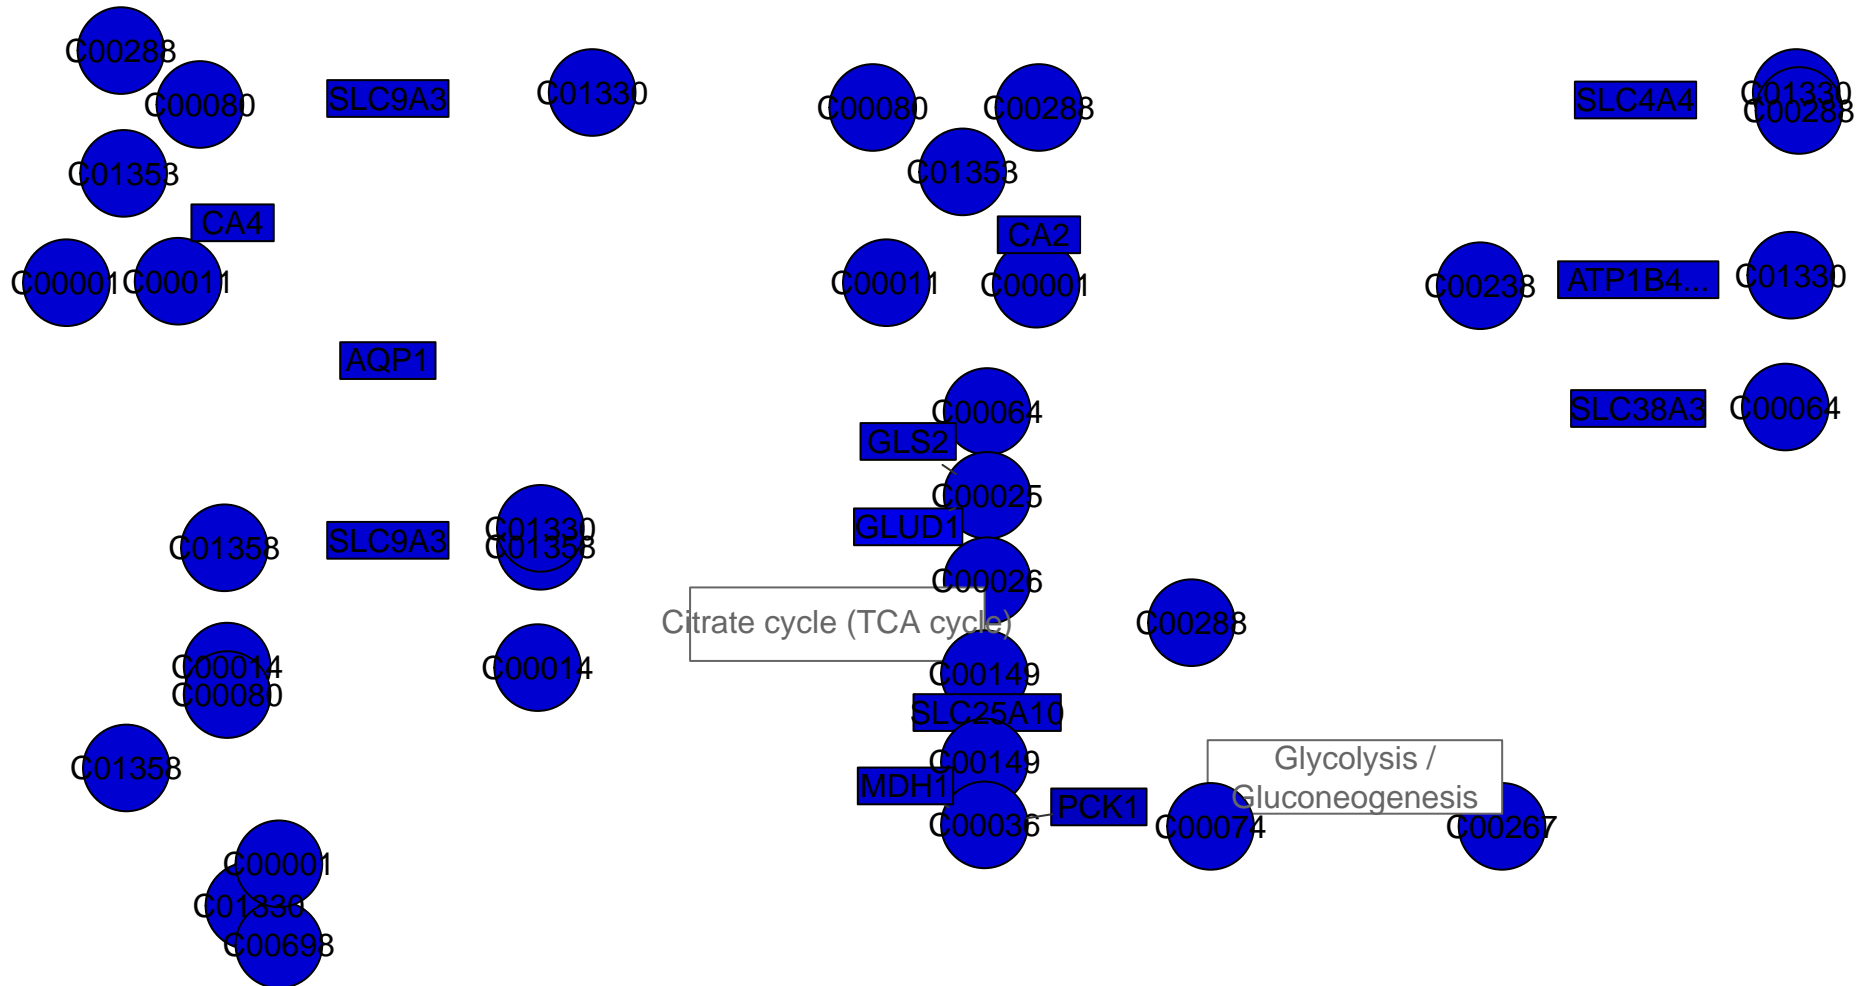 C00288
C00080
SLC9A3
C01330
C01353
CA4
C00001
C00011
AQP1
C00080
C00288
C01353
CA2
C00011
C00001
SLC4A4
C01330
C00288
C00238
ATP1B4...
C01330
SLC38A3
C00064
C00064
GLS2
C00025
GLUD1
C00026
Citrate cycle (TCA cycle)
C00149
SLC25A10
C00149
MDH1
C00036
PCK1
C00288
Glycolysis /
Gluconeogenesis
C00074
C00267
C01358
SLC9A3
C01330
C01358
C00014
C00080
C00014
C01358
C00001
C01330
C00698